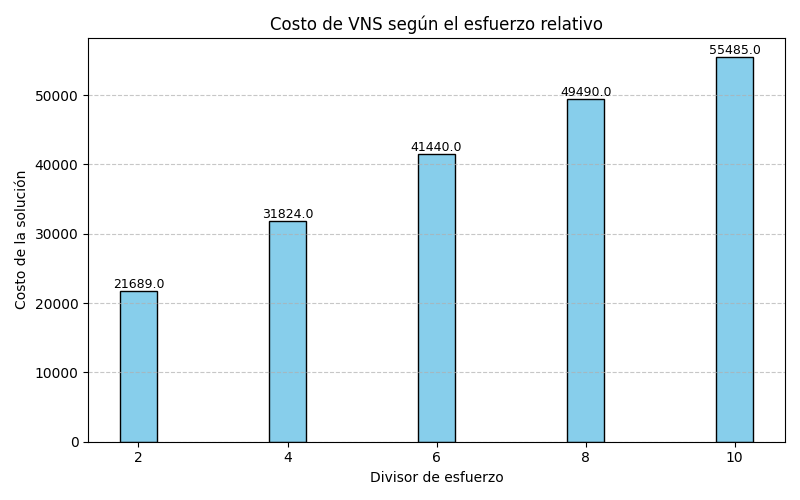 Costo de VNS según el esfuerzo relativo
Costo de la solución
50000
40000
30000
20000
10000
0
21689.0
31824.0
41440.0
49490.0
55485.0
2 4 6 8 10
Divisor de esfuerzo